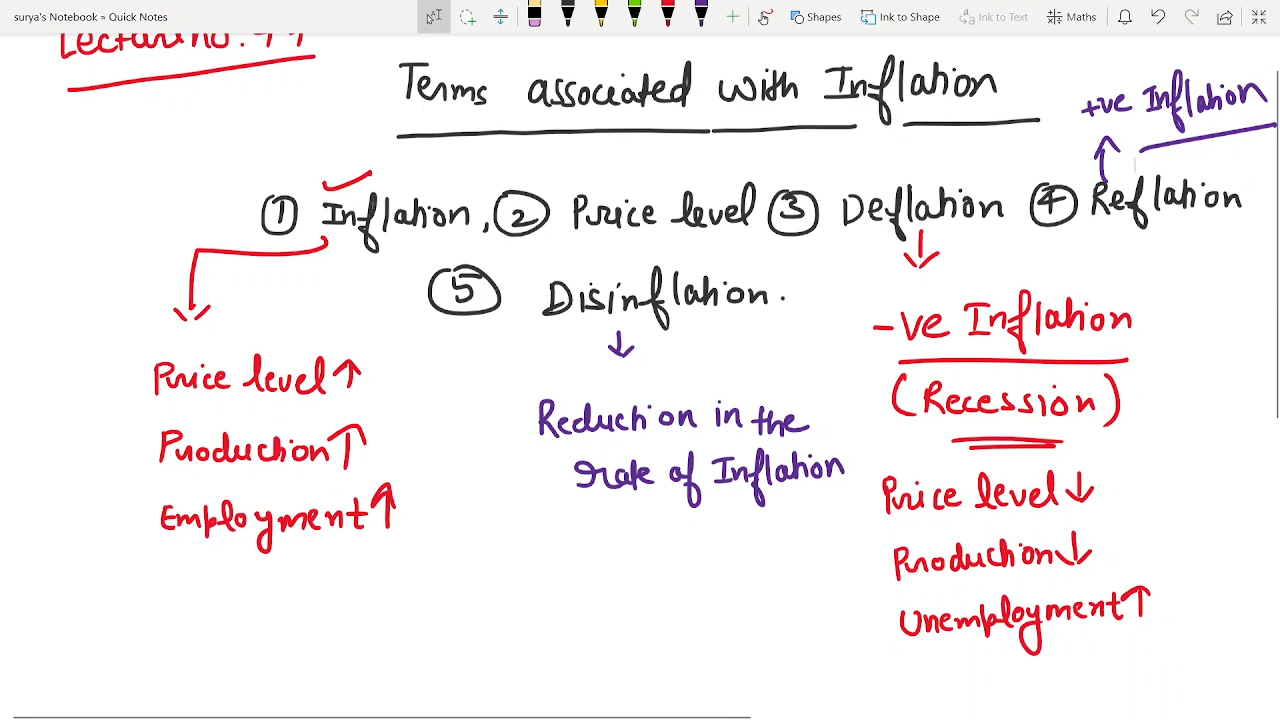 surya's Notebook » Quick Notes
Shapes Ink to Shape Ink to Text Maths
Terms associated with Inflation
+ve Inflation
① Inflation, ② Price level ③ Deflation ④ Reflation
⑤ Disinflation.
-ve Inflation
(Recession)
Price level ↑
Production ↑
Employment ↑
Reduction in the
rate of Inflation
Price level ↓
Production ↓
Unemployment ↑